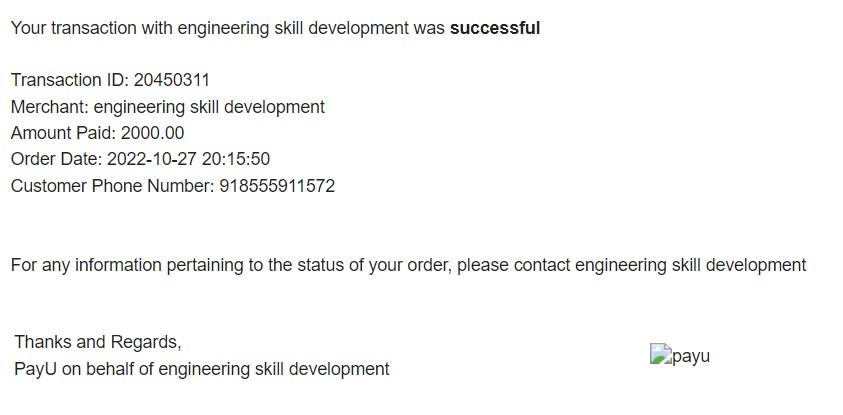 Your transaction with engineering skill development was successful
Transaction ID: 20450311
Merchant: engineering skill development
Amount Paid: 2000.00
Order Date: 2022-10-27 20:15:50
Customer Phone Number: 918555911572
For any information pertaining to the status of your order, please contact engineering skill development
Thanks and Regards,
PayU on behalf of engineering skill development
payu